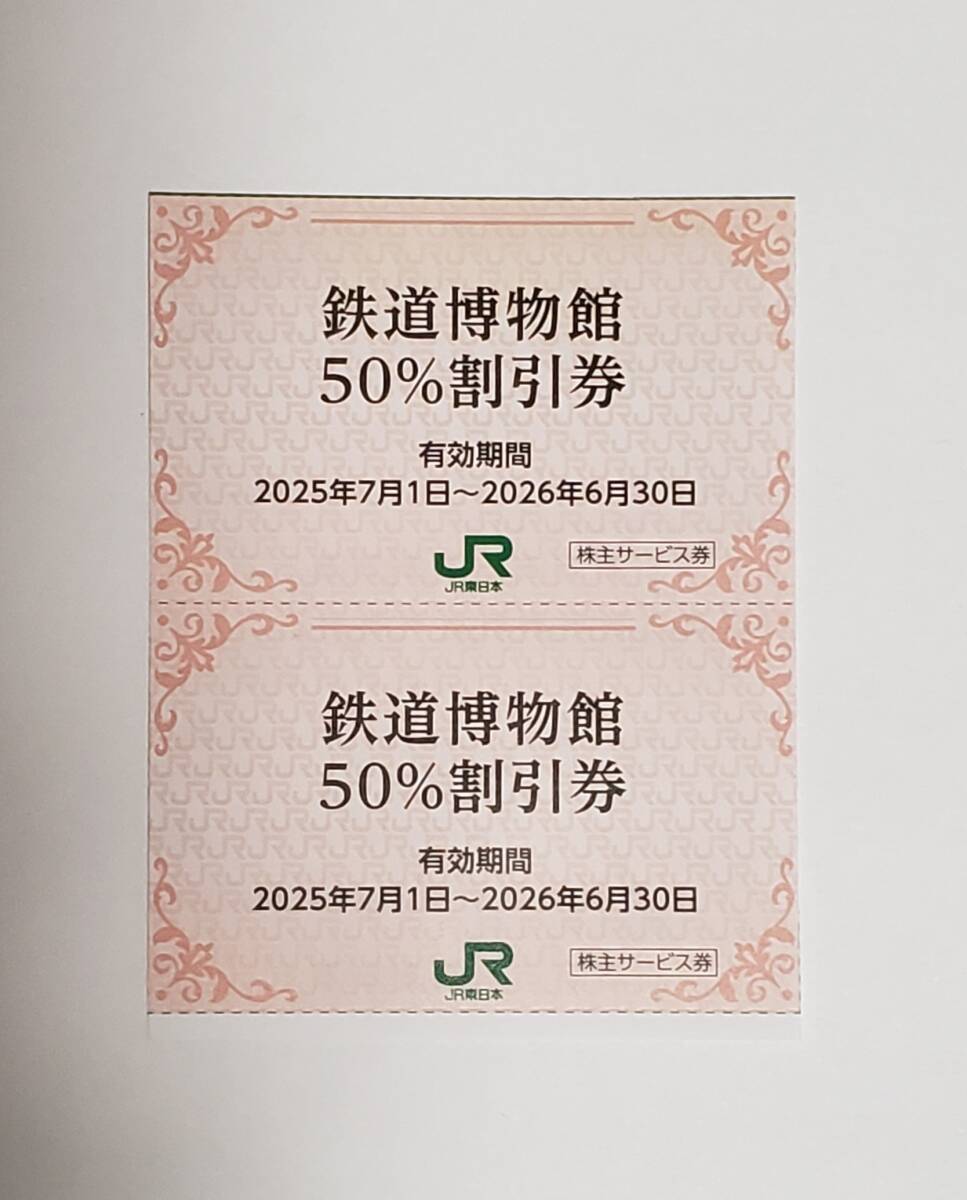 鉄道博物館
50%割引券
有効期間
2025年7月1日～2026年6月30日
JR
JR東日本
株主サービス券
鉄道博物館
50%割引券
有効期間
2025年7月1日～2026年6月30日
JR
JR東日本
株主サービス券